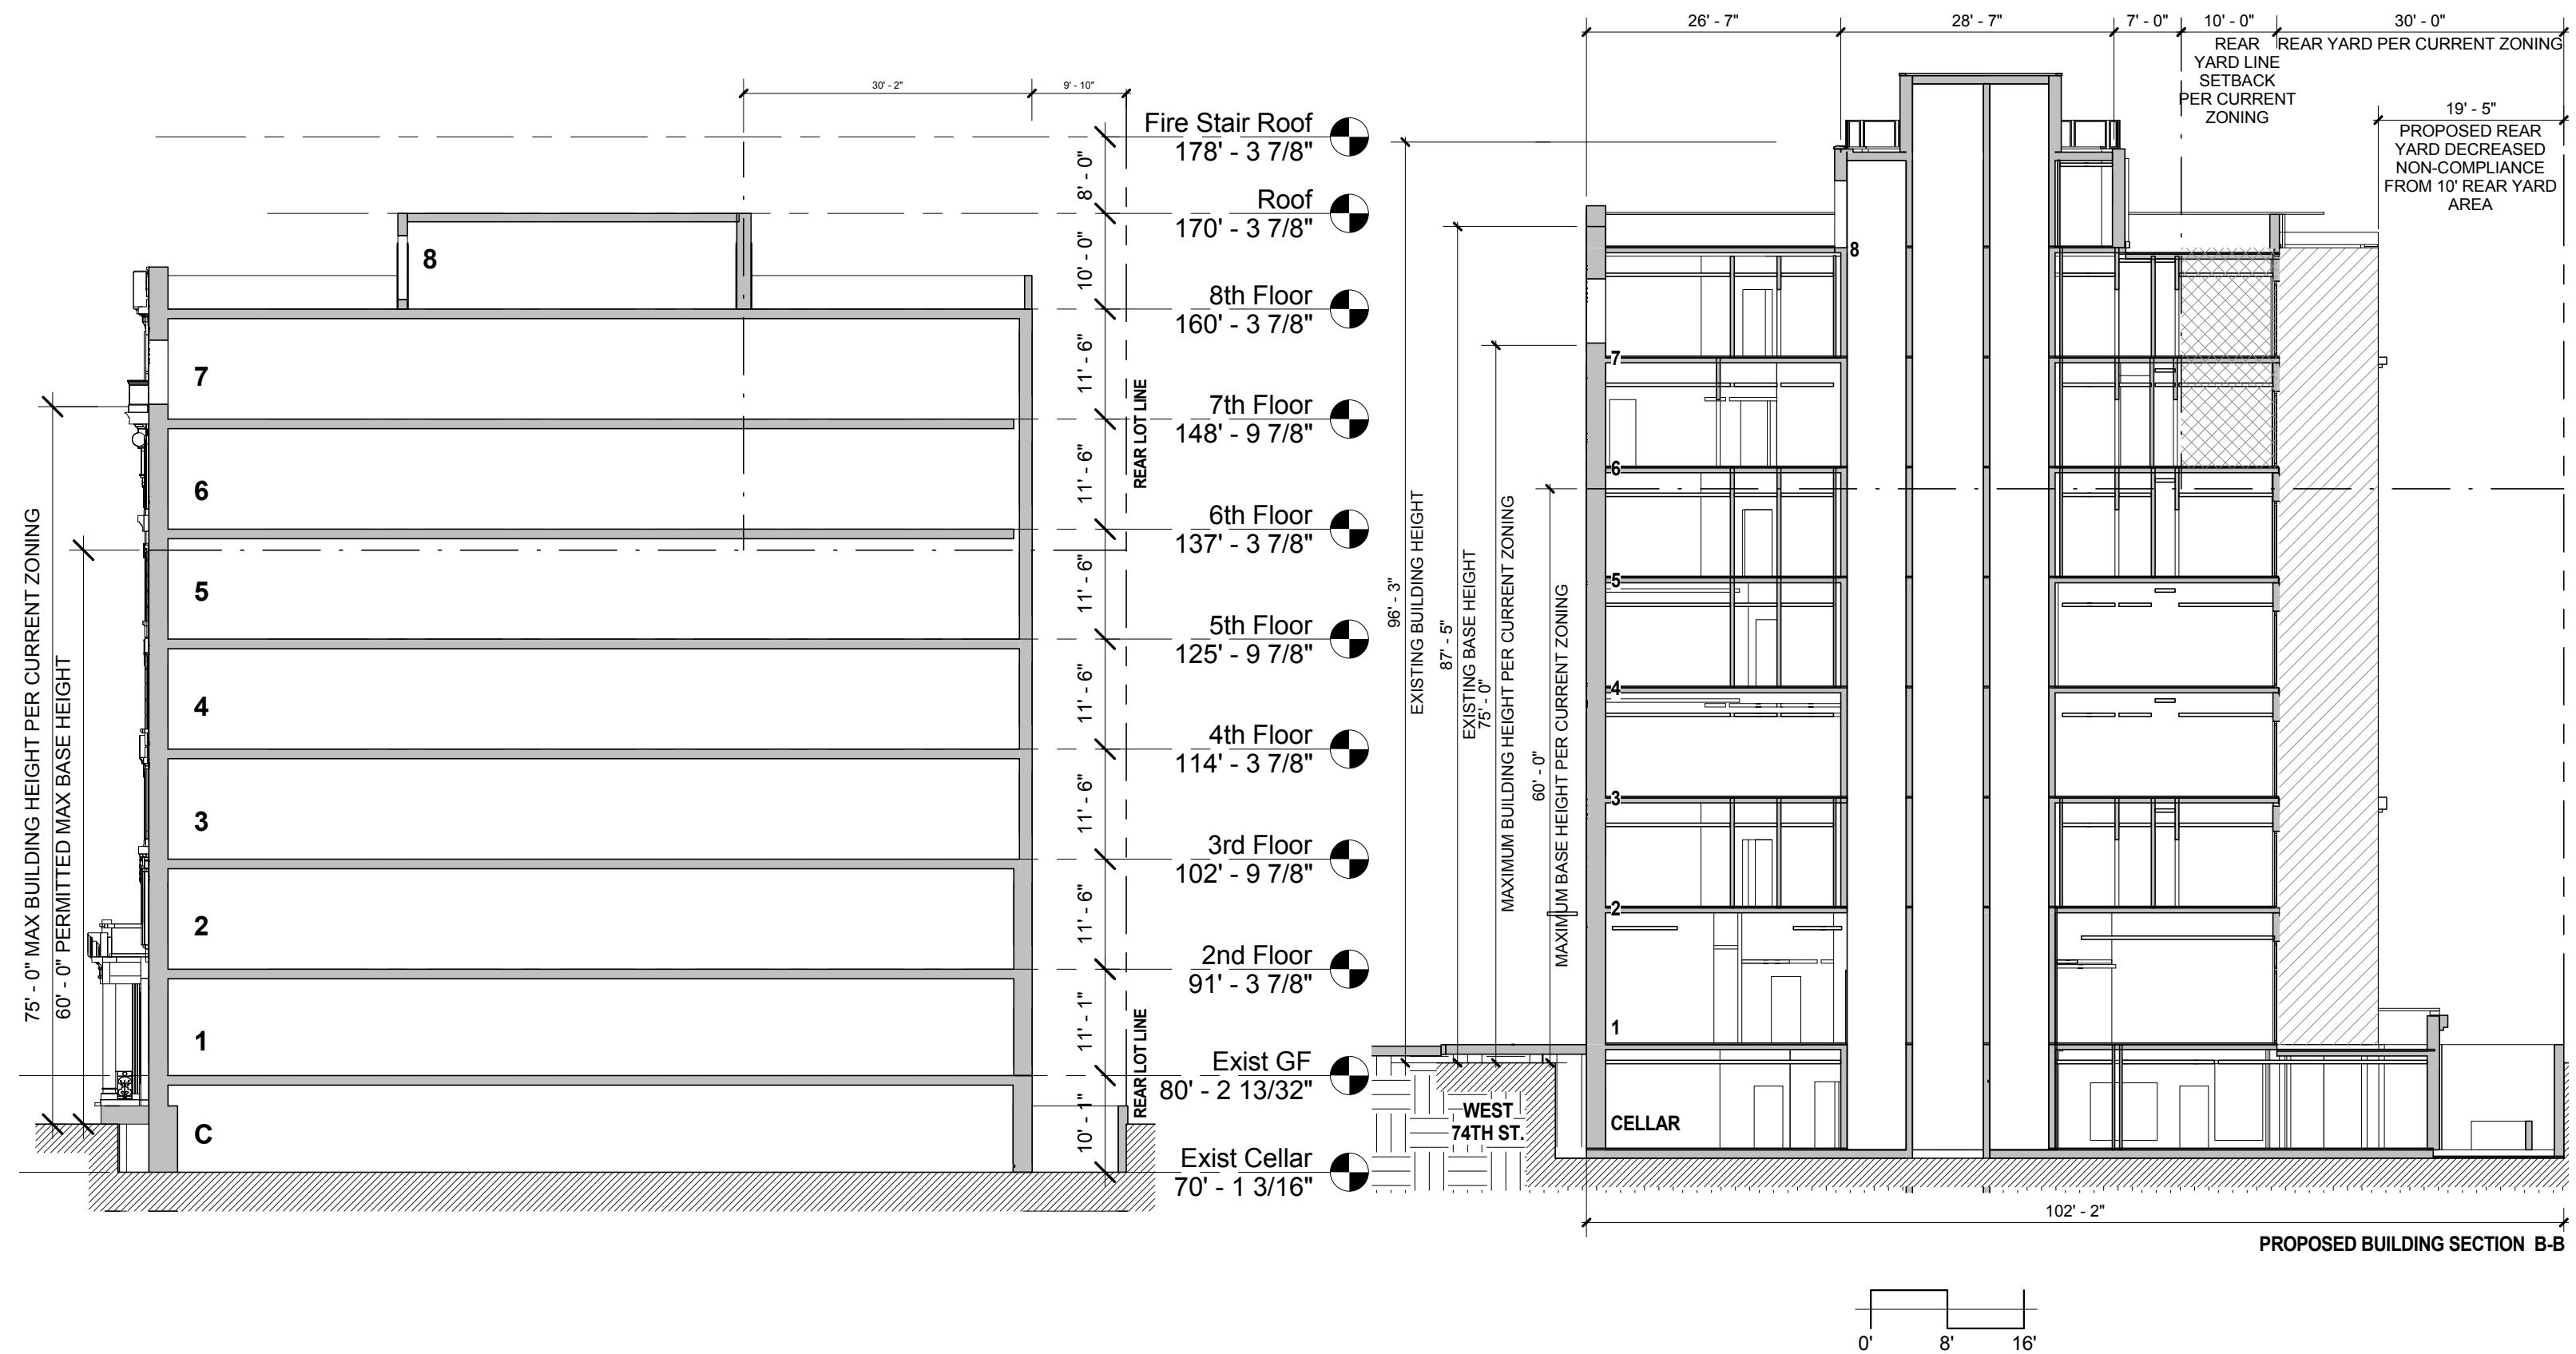 30' - 2"
9' - 10"
Fire Stair Roof
178' - 3 7/8"
Roof
170' - 3 7/8"
8th Floor
160' - 3 7/8"
7th Floor
148' - 9 7/8"
6th Floor
137' - 3 7/8"
5th Floor
125' - 9 7/8"
4th Floor
114' - 3 7/8"
3rd Floor
102' - 9 7/8"
2nd Floor
91' - 3 7/8"
Exist GF
80' - 2 13/32"
Exist Cellar
70' - 1 3/16"
8' - 0"
10' - 0"
11' - 6"
11' - 6"
11' - 6"
11' - 6"
11' - 6"
11' - 6"
11' - 1"
10' - 1"
REAR LOT LINE
REAR LOT LINE
8
7
6
5
4
3
2
1
C
75' - 0" MAX BUILDING HEIGHT PER CURRENT ZONING
60' - 0" PERMITTED MAX BASE HEIGHT
26' - 7"
28' - 7"
7' - 0"
10' - 0"
30' - 0"
REAR
YARD LINE
SETBACK
PER CURRENT
ZONING
REAR YARD PER CURRENT ZONING
19' - 5"
PROPOSED REAR
YARD DECREASED
NON-COMPLIANCE
FROM 10' REAR YARD
AREA
96' - 3"
EXISTING BUILDING HEIGHT
87' - 5"
EXISTING BASE HEIGHT
75' - 0"
MAXIMUM BUILDING HEIGHT PER CURRENT ZONING
60' - 0"
MAXIMUM BASE HEIGHT PER CURRENT ZONING
8
7
6
5
4
3
2
1
CELLAR
WEST
74TH ST.
102' - 2"
PROPOSED BUILDING SECTION B-B
0'
8'
16'